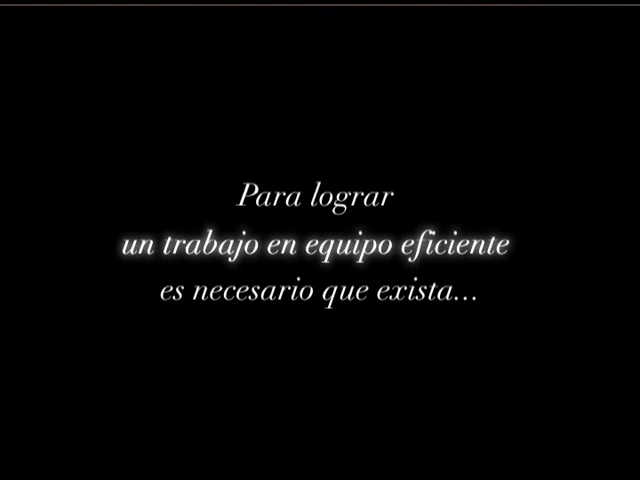 Para lograr
un trabajo en equipo eficiente
es necesario que exista...